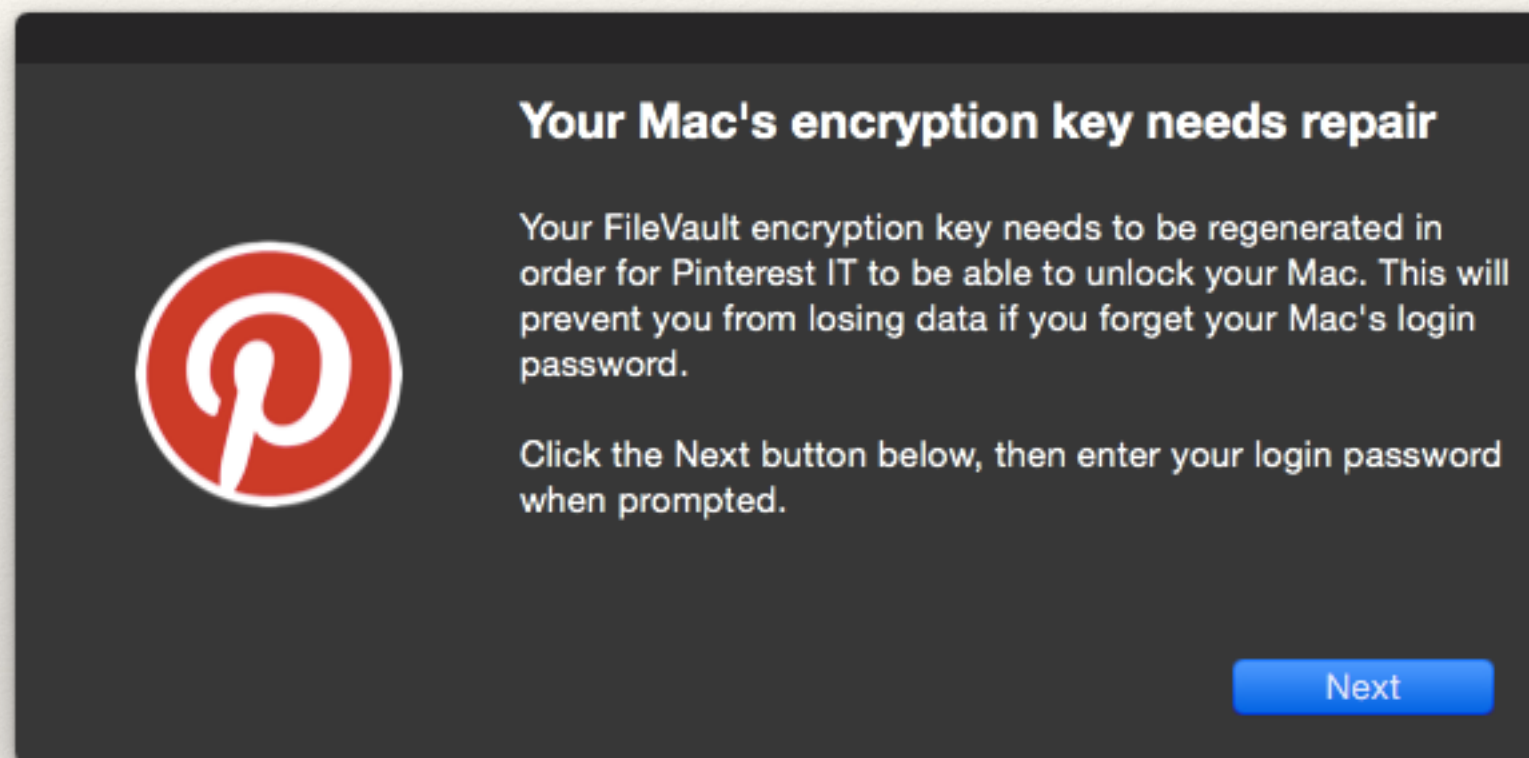 Your Mac's encryption key needs repair
Your FileVault encryption key needs to be regenerated in
order for Pinterest IT to be able to unlock your Mac. This will
prevent you from losing data if you forget your Mac's login
password.
Click the Next button below, then enter your login password
when prompted.
Next